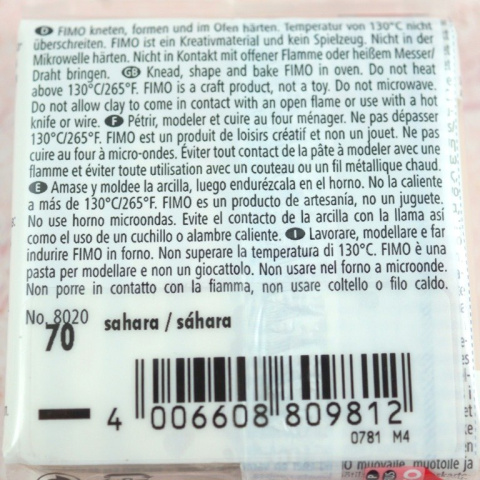 D FIMO kneten, formen und im Ofen härten. Temperatur von 130°C nicht
überschreiten. FIMO ist ein Kreativmaterial und kein Spielzeug. Nicht in der
Mikrowelle härten. Nicht in Kontakt mit offener Flamme oder heißem Messer/
Draht bringen. GB Knead, shape and bake FIMO in oven. Do not heat
above 130°C/265°F. FIMO is a craft product, not a toy. Do not microwave.
Do not allow clay to come in contact with an open flame or use with a hot
knife or wire. F Pétrir, modeler et cuire au four ménager. Ne pas dépasser
130°C/265°F. FIMO est un produit de loisirs créatif et non un jouet. Ne pas
cuire au four à micro-ondes. Éviter tout contact de la pâte à modeler avec une
flamme et éviter toute utilisation avec un couteau ou un fil métallique chaud.
E Amase y moldee la arcilla, luego endurézcala en el horno. No la caliente
a más de 130°C/265°F. FIMO es un producto de artesanía, no un juguete.
No use horno microondas. Evite el contacto de la arcilla con la llama así
como el uso de un cuchillo o alambre caliente. I Lavorare, modellare e far
indurire FIMO in forno. Non superare la temperatura di 130°C. FIMO è una
pasta per modellare e non un giocattolo. Non usare nel forno a microonde.
Non porre in contatto con la fiamma, non usare coltello o filo caldo.
No. 8020
70 sahara / sáhara
4 006608 809812
0781 M4
muovaille, muotoile ja